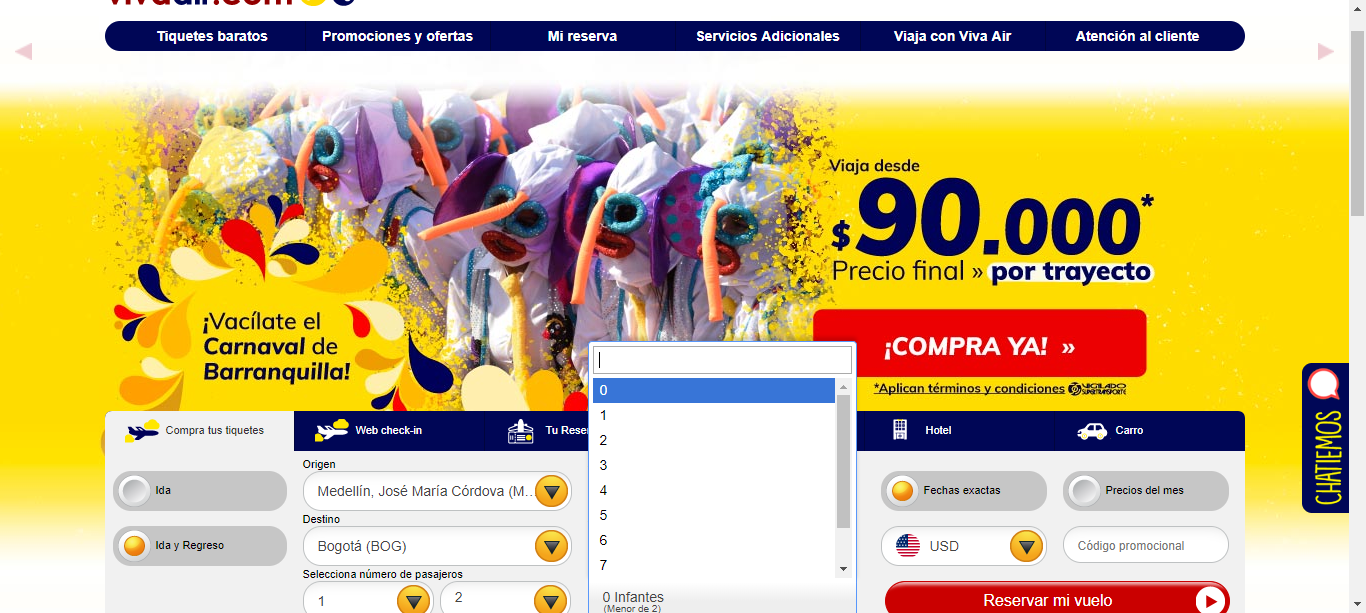 vivaair.com
Tiquetes baratos
Promociones y ofertas
Mi reserva
Servicios Adicionales
Viaja con Viva Air
Atención al cliente
Viaja desde
$90.000*
Precio final » por trayecto
¡Vacílate el
Carnaval de
Barranquilla!
¡COMPRA YA! »
*Aplican términos y condiciones
VIGILADO
SUPERTRANSPORTE
CHATIEMOS
Compra tus tiquetes
Web check-in
Tu Rese
Hotel
Carro
Ida
Ida y Regreso
Origen
Medellín, José María Córdova (M...
Destino
Bogotá (BOG)
Selecciona número de pasajeros
1
2
0
1
2
3
4
5
6
7
0 Infantes
(Menor de 2)
Fechas exactas
Precios del mes
USD
Código promocional
Reservar mi vuelo